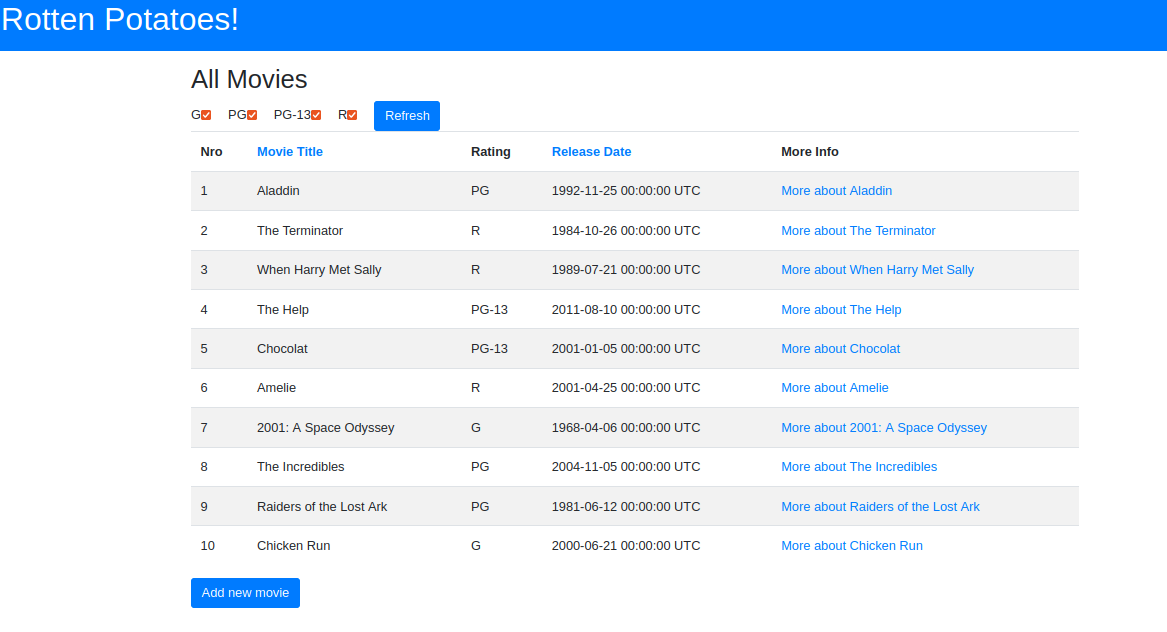 Rotten Potatoes!
All Movies
G PG PG-13 R Refresh
Nro Movie Title Rating Release Date More Info
1 Aladdin PG 1992-11-25 00:00:00 UTC More about Aladdin
2 The Terminator R 1984-10-26 00:00:00 UTC More about The Terminator
3 When Harry Met Sally R 1989-07-21 00:00:00 UTC More about When Harry Met Sally
4 The Help PG-13 2011-08-10 00:00:00 UTC More about The Help
5 Chocolat PG-13 2001-01-05 00:00:00 UTC More about Chocolat
6 Amelie R 2001-04-25 00:00:00 UTC More about Amelie
7 2001: A Space Odyssey G 1968-04-06 00:00:00 UTC More about 2001: A Space Odyssey
8 The Incredibles PG 2004-11-05 00:00:00 UTC More about The Incredibles
9 Raiders of the Lost Ark PG 1981-06-12 00:00:00 UTC More about Raiders of the Lost Ark
10 Chicken Run G 2000-06-21 00:00:00 UTC More about Chicken Run
Add new movie